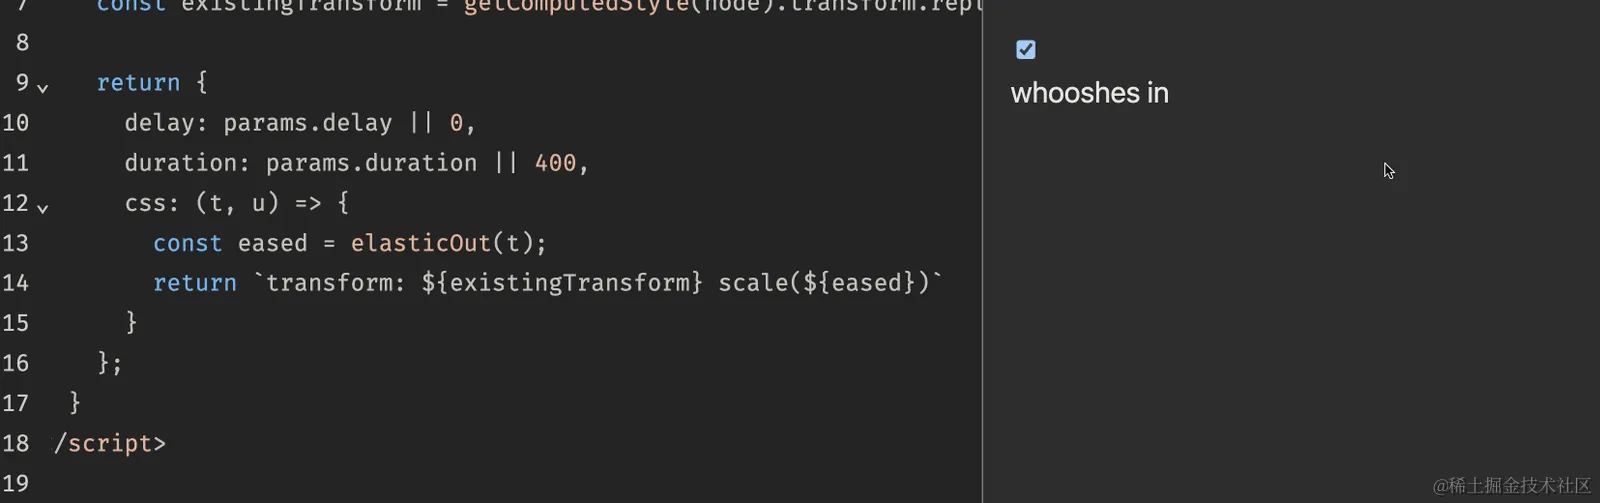 7 const existingTransform = getComputedStyle(node).transform.repl
8
9 return {
10 delay: params.delay || 0,
11 duration: params.duration || 400,
12 css: (t, u) => {
13 const eased = elasticOut(t);
14 return `transform: ${existingTransform} scale(${eased})`
15 }
16 };
17 }
18 /script>
19
whooshes in
@稀土掘金技术社区